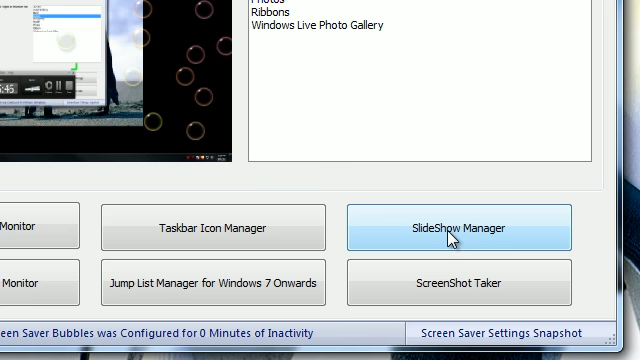 Photos
Ribbons
Windows Live Photo Gallery
:45
Monitor
Taskbar Icon Manager
SlideShow Manager
Monitor
Jump List Manager for Windows 7 Onwards
ScreenShot Taker
een Saver Bubbles was Configured for 0 Minutes of Inactivity
Screen Saver Settings Snapshot